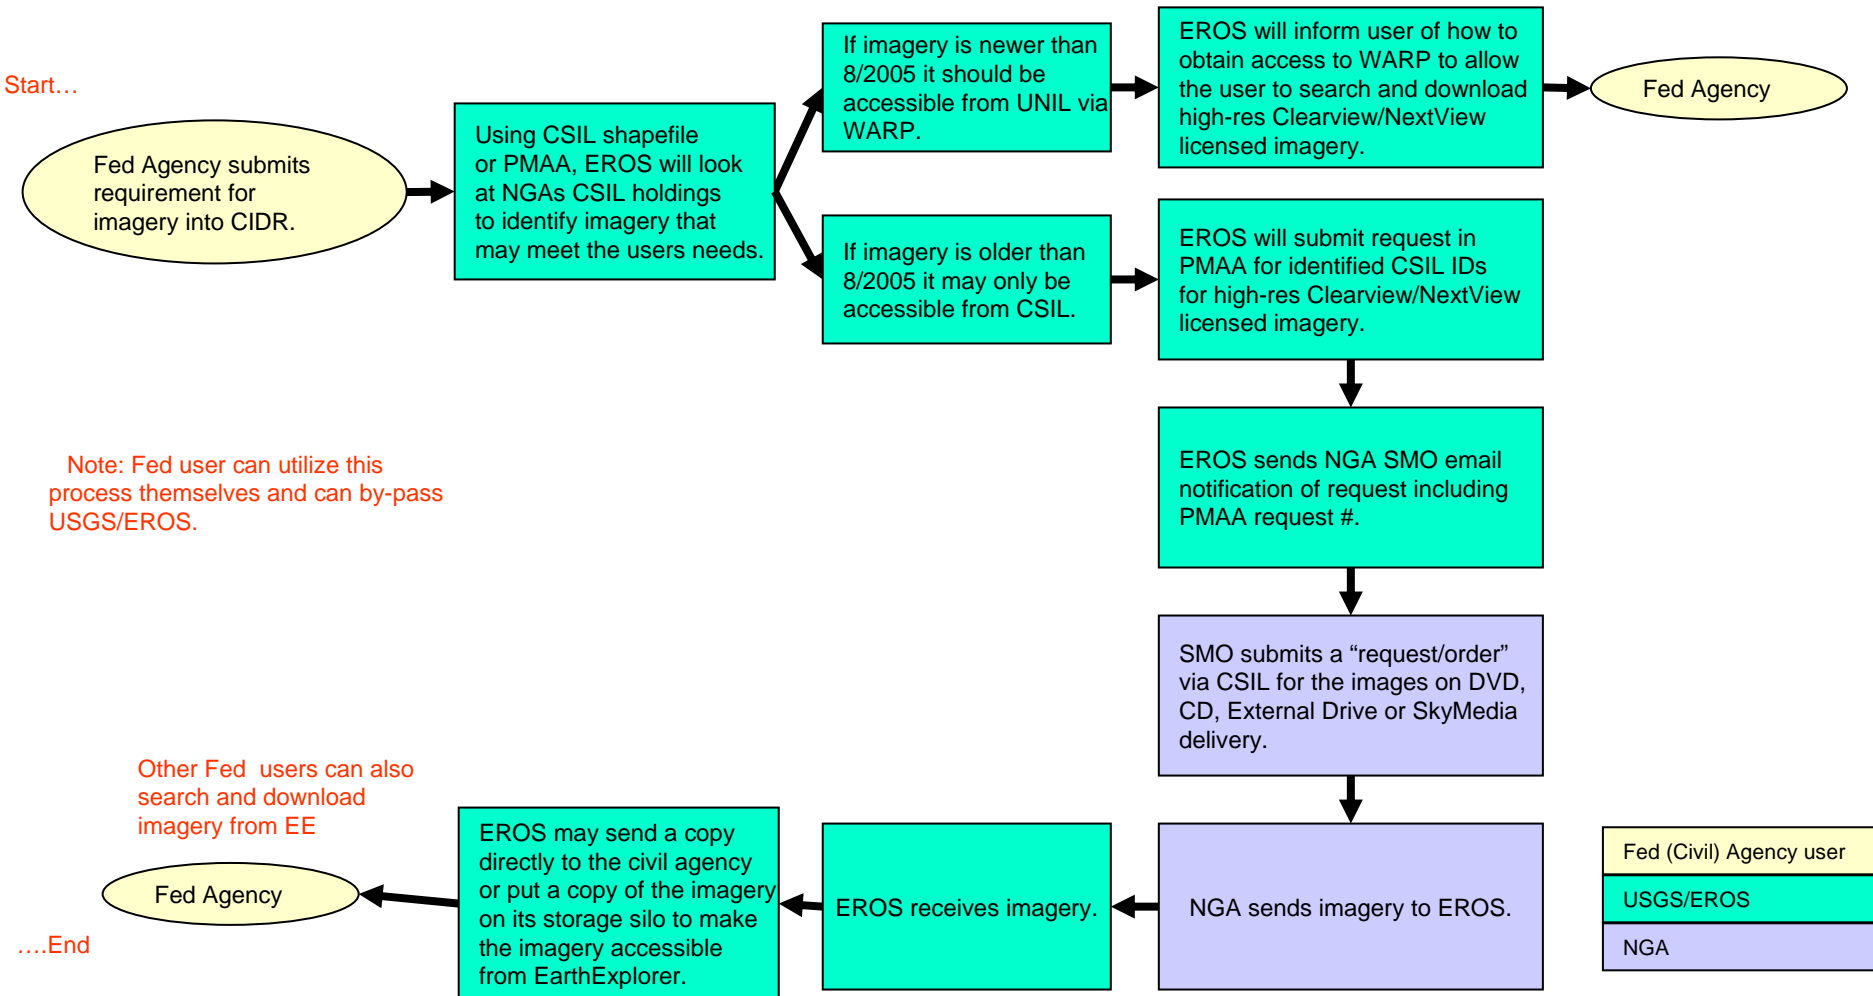 Start…
Fed Agency submits
requirement for
imagery into CIDR.
Using CSIL shapefile
or PMAA, EROS will look
at NGAs CSIL holdings
to identify imagery that
may meet the users needs.
If imagery is newer than
8/2005 it should be
accessible from UNIL via
WARP.
EROS will inform user of how to
obtain access to WARP to allow
the user to search and download
high-res Clearview/NextView
licensed imagery.
Fed Agency
If imagery is older than
8/2005 it may only be
accessible from CSIL.
EROS will submit request in
PMAA for identified CSIL IDs
for high-res Clearview/NextView
licensed imagery.
Note: Fed user can utilize this
process themselves and can by-pass
USGS/EROS.
EROS sends NGA SMO email
notification of request including
PMAA request #.
SMO submits a “request/order”
via CSIL for the images on DVD,
CD, External Drive or SkyMedia
delivery.
NGA sends imagery to EROS.
EROS receives imagery.
EROS may send a copy
directly to the civil agency
or put a copy of the imagery
on its storage silo to make
the imagery accessible
from EarthExplorer.
Other Fed  users can also
search and download
imagery from EE
Fed Agency
….End
Fed (Civil) Agency user
USGS/EROS
NGA